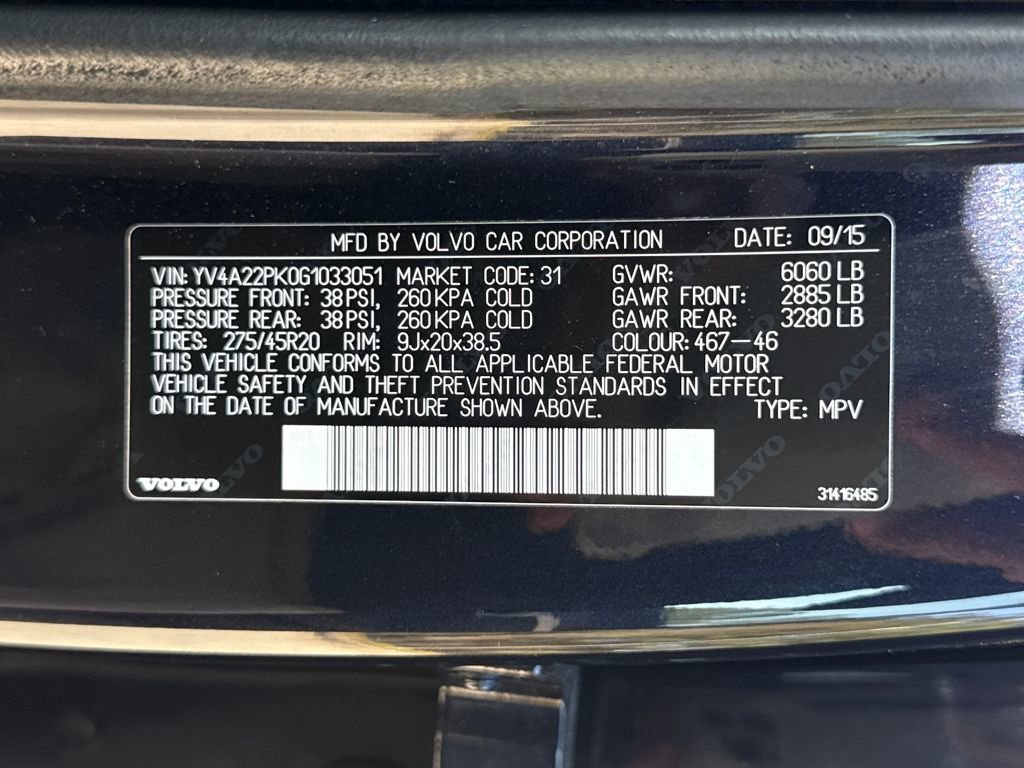 MFD BY VOLVO CAR CORPORATION DATE: 09/15
VIN: YV4A22PK0G1033051 MARKET CODE: 31 GVWR: 6060 LB
PRESSURE FRONT: 38 PSI, 260 KPA COLD GAWR FRONT: 2885 LB
PRESSURE REAR: 38 PSI, 260 KPA COLD GAWR REAR: 3280 LB
TIRES: 275/45R20 RIM: 9Jx20x38.5 COLOUR: 467-46
THIS VEHICLE CONFORMS TO ALL APPLICABLE FEDERAL MOTOR
VEHICLE SAFETY AND THEFT PREVENTION STANDARDS IN EFFECT
ON THE DATE OF MANUFACTURE SHOWN ABOVE. TYPE: MPV
VOLVO 31416485